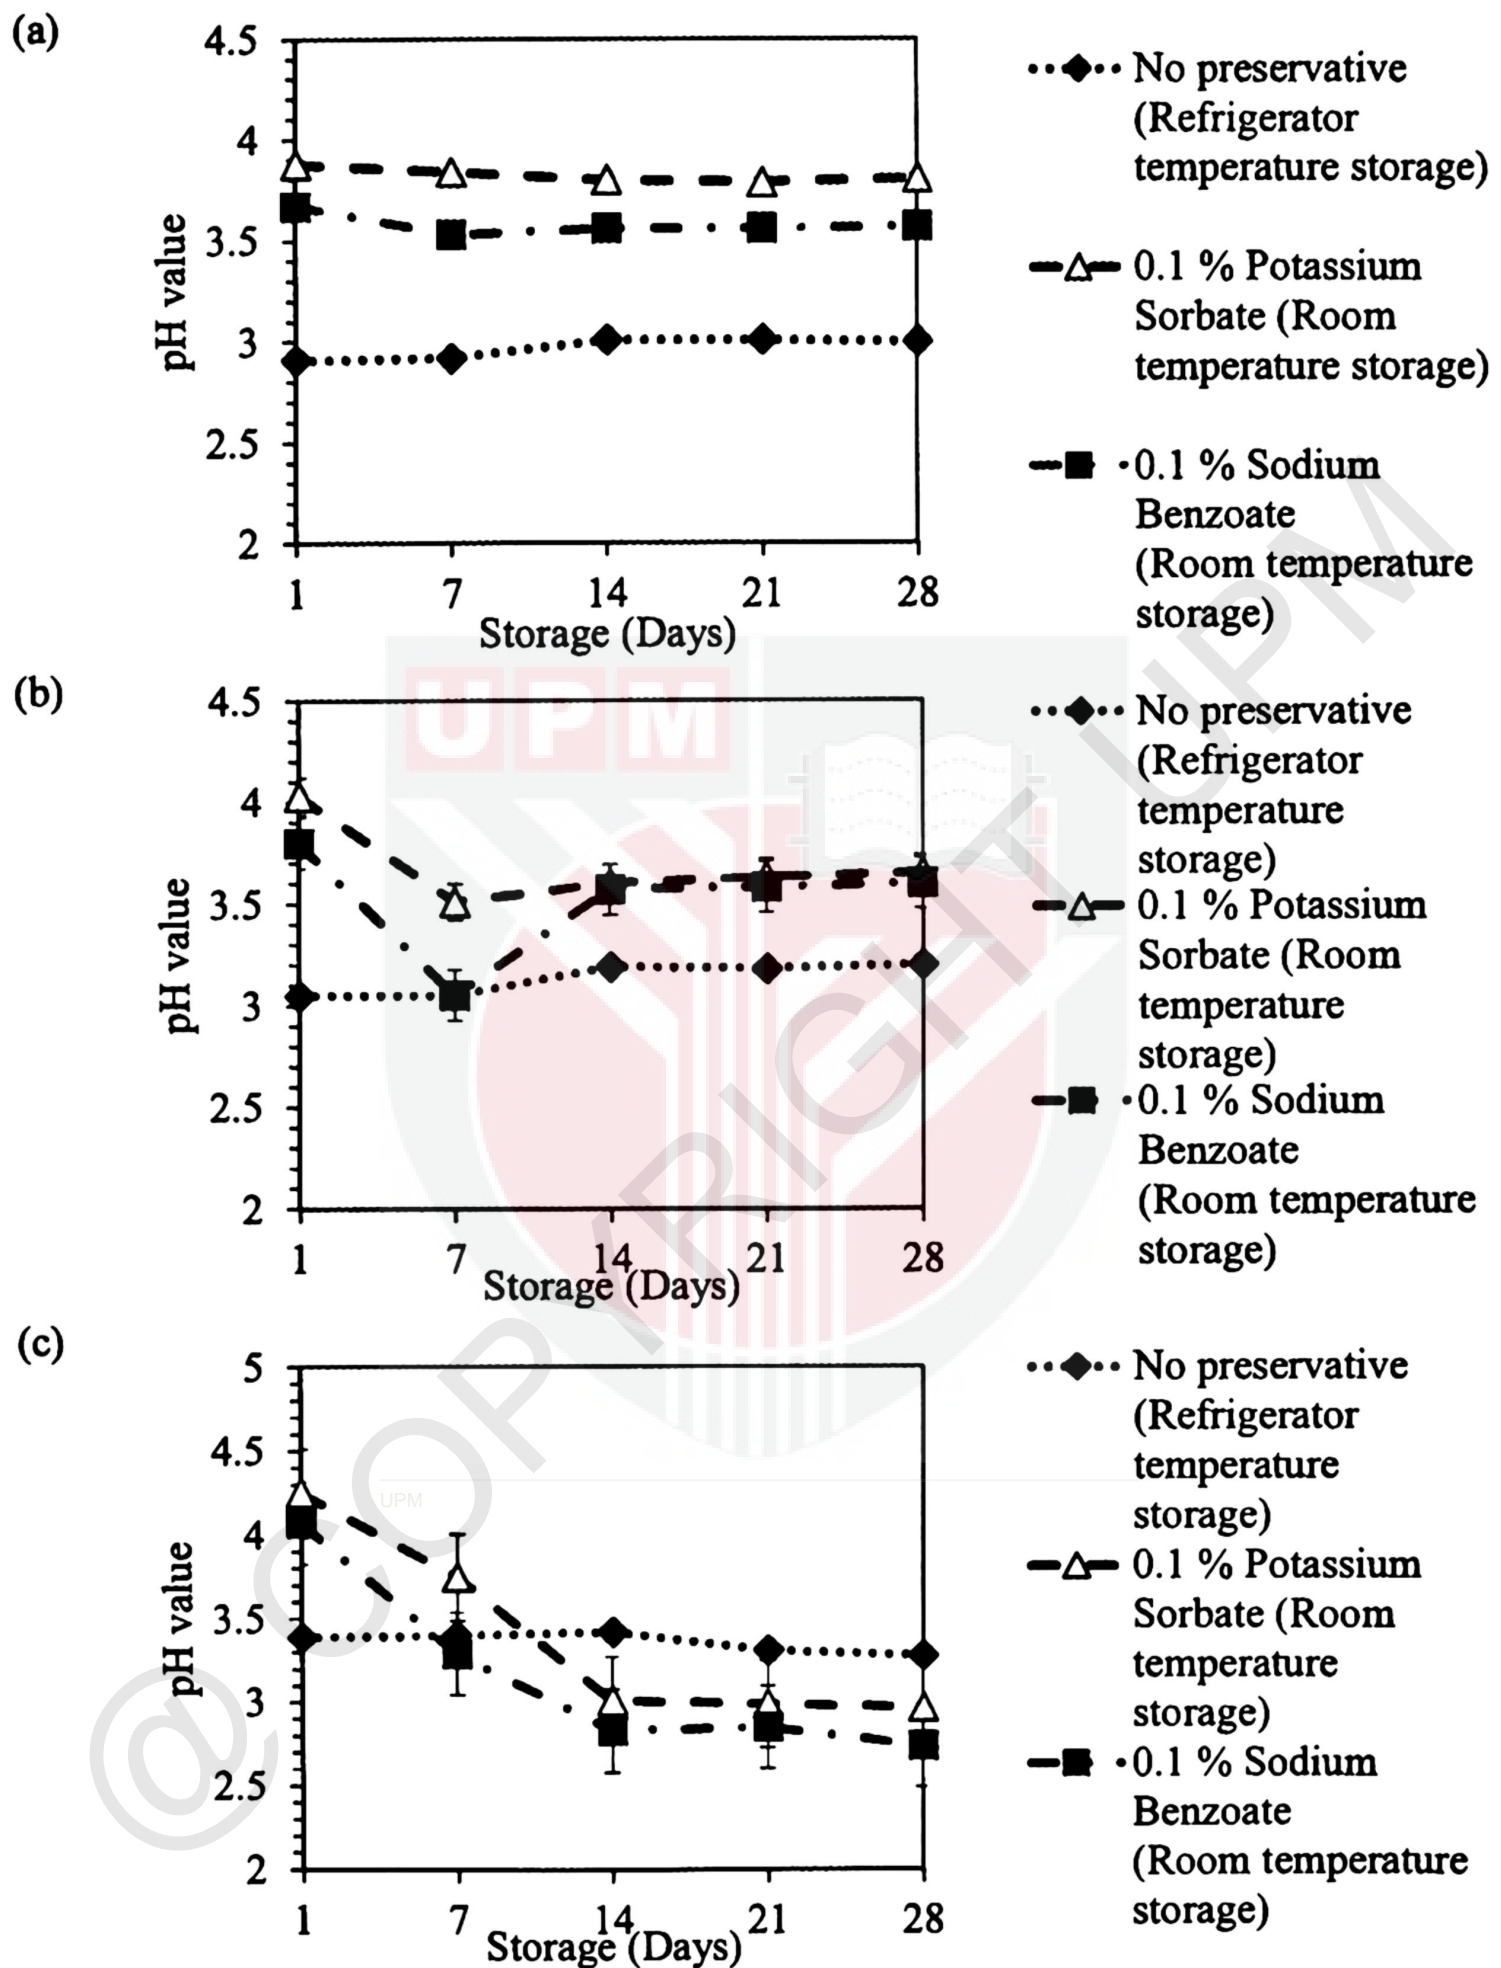 (a)
4.5
4
3.5
3
2.5
2
pH value
1 7 14 21 28
Storage (Days)
No preservative
(Refrigerator
temperature storage)
0.1 % Potassium
Sorbate (Room
temperature storage)
0.1 % Sodium
Benzoate
(Room temperature
storage)
(b)
4.5
4
3.5
3
2.5
2
pH value
1 7 14 21 28
Storage (Days)
No preservative
(Refrigerator
temperature
storage)
0.1 % Potassium
Sorbate (Room
temperature
storage)
0.1 % Sodium
Benzoate
(Room temperature
storage)
(c)
5
4.5
4
3.5
3
2.5
2
pH value
1 7 14 21 28
Storage (Days)
No preservative
(Refrigerator
temperature
storage)
0.1 % Potassium
Sorbate (Room
temperature
storage)
0.1 % Sodium
Benzoate
(Room temperature
storage)
UPM
UPM
@ COPYRIGHT UPM